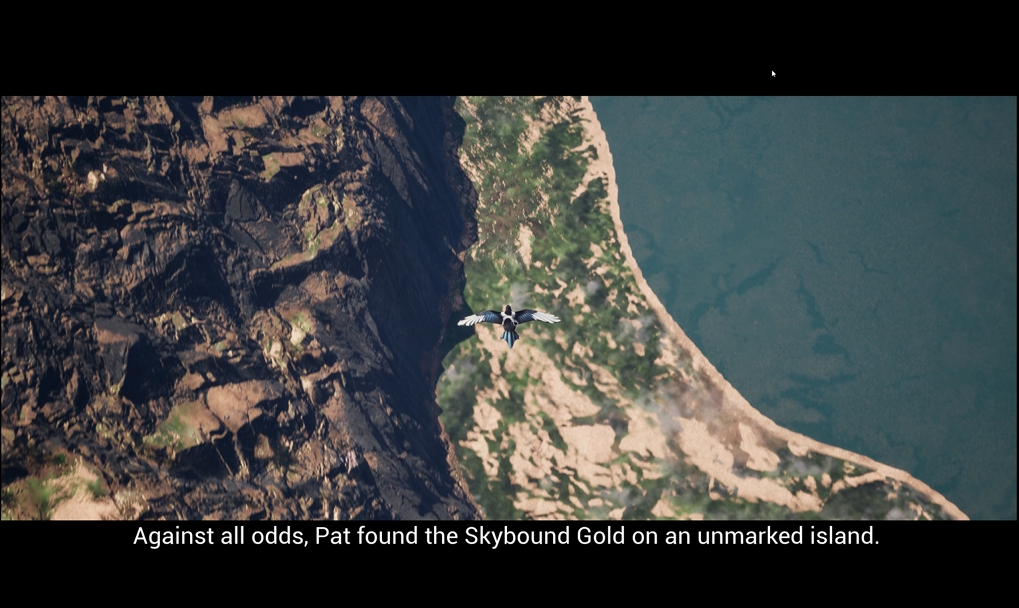 Against all odds, Pat found the Skybound Gold on an unmarked island.